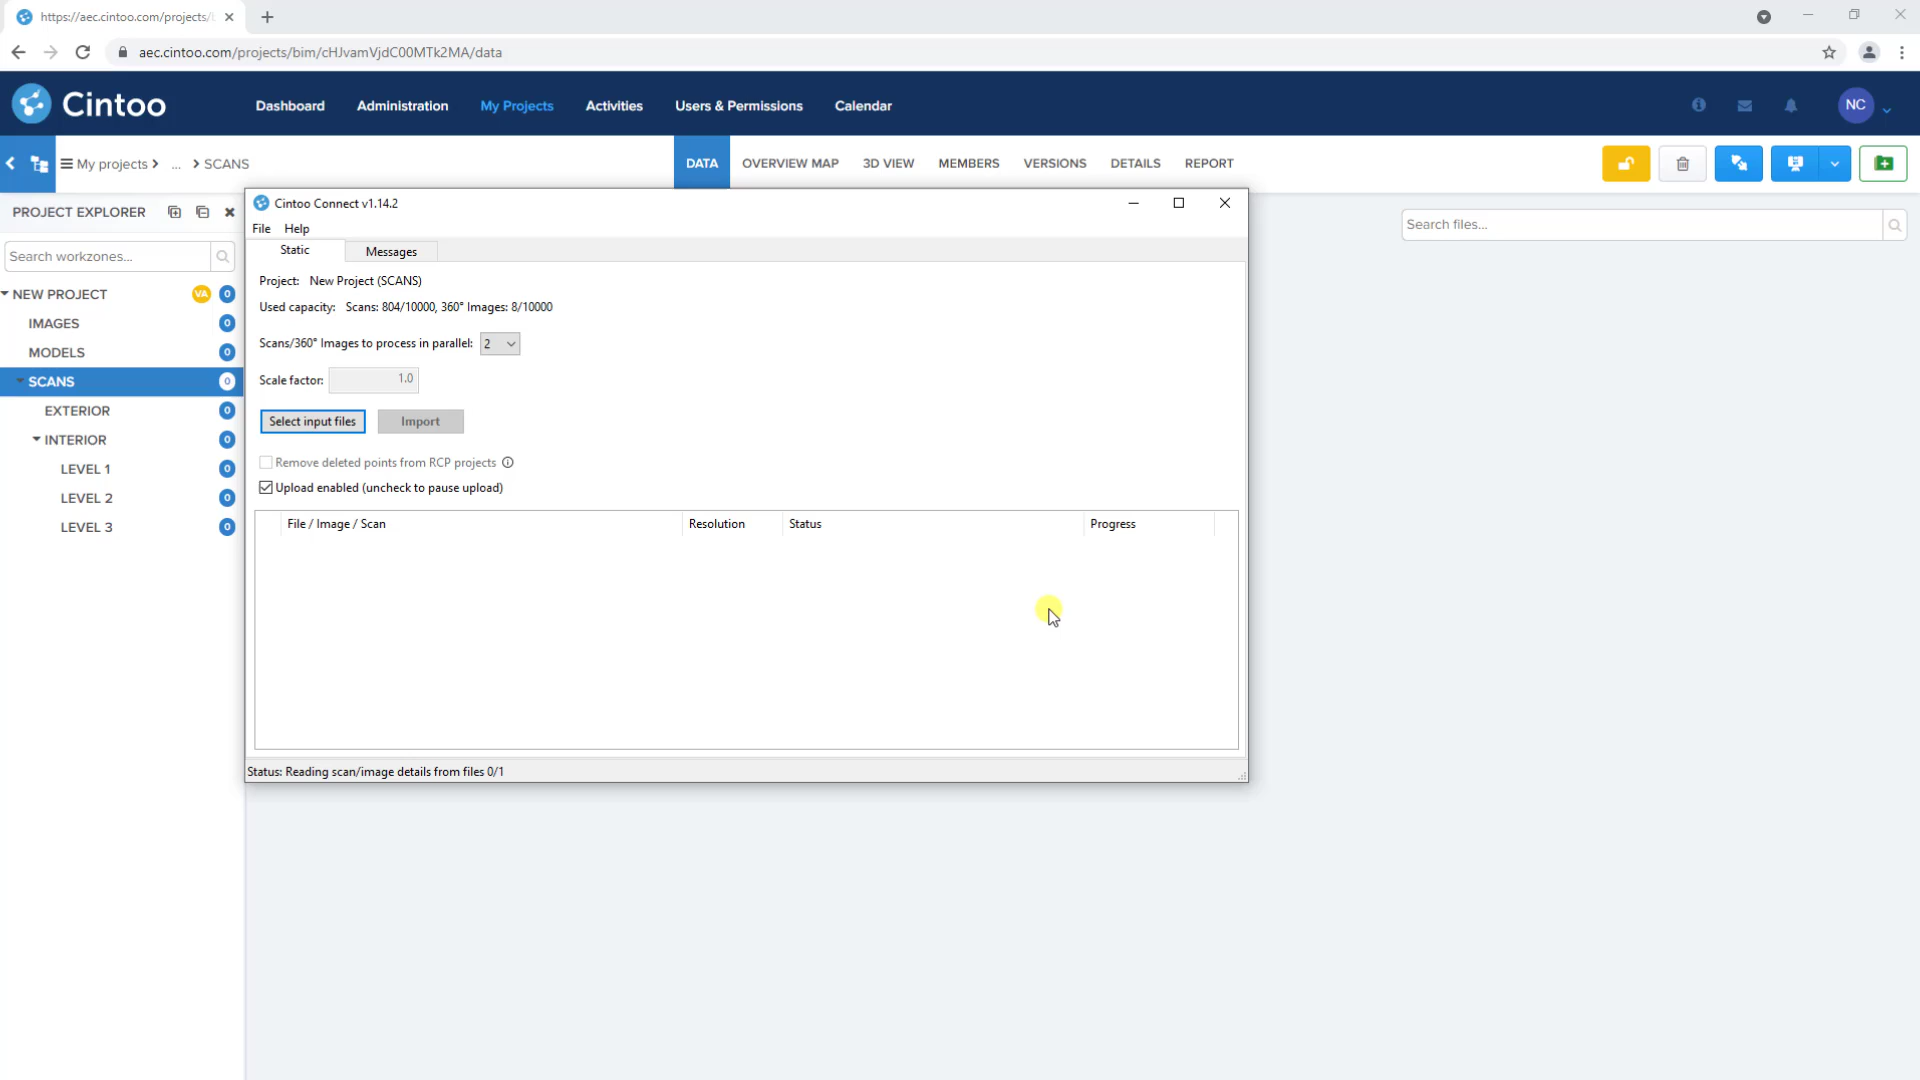 https://aec.cintoo.com/projects/
aec.cintoo.com/projects/bim/cHJvamVjdC00MTk2MA/data
Cintoo
Dashboard
Administration
My Projects
Activities
Users & Permissions
Calendar
NC
My projects
...
SCANS
DATA
OVERVIEW MAP
3D VIEW
MEMBERS
VERSIONS
DETAILS
REPORT
PROJECT EXPLORER
Search workzones...
NEW PROJECT VA 0
IMAGES 0
MODELS 0
SCANS 0
EXTERIOR 0
INTERIOR 0
LEVEL 1 0
LEVEL 2 0
LEVEL 3 0
Search files...
Cintoo Connect v1.14.2
File Help
Static Messages
Project: New Project (SCANS)
Used capacity: Scans: 804/10000, 360° Images: 8/10000
Scans/360° Images to process in parallel: 2
Scale factor: 1.0
Select input files Import
Remove deleted points from RCP projects
Upload enabled (uncheck to pause upload)
File / Image / Scan Resolution Status Progress
Status: Reading scan/image details from files 0/1